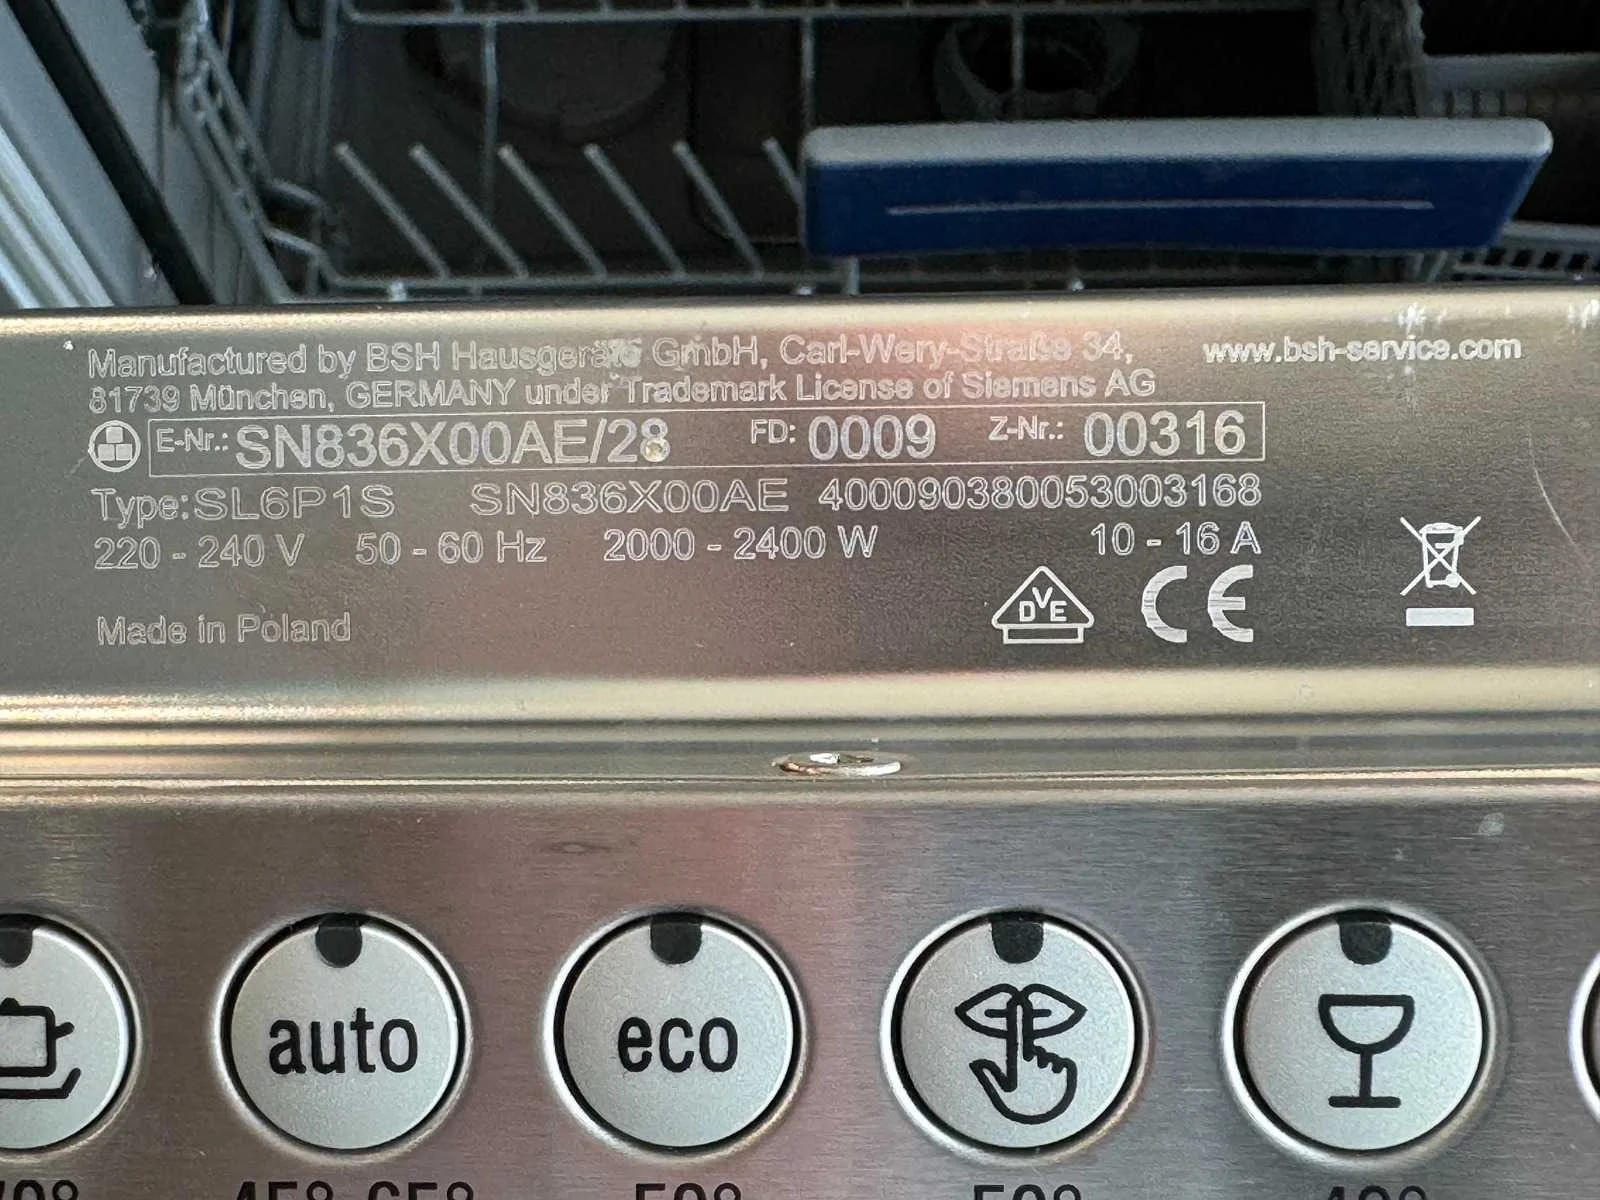 Manufactured by BSH Hausgeräte GmbH, Carl-Wery-Straße 34, www.bsh-service.com
81739 München, GERMANY under Trademark License of Siemens AG
E-Nr.: SN836X00AE/28 FD: 0009 Z-Nr.: 00316
Type:SL6P1S SN836X00AE 400090380053003168
220 - 240 V 50 - 60 Hz 2000 - 2400 W 10 - 16 A
DVE CE
Made in Poland
auto eco